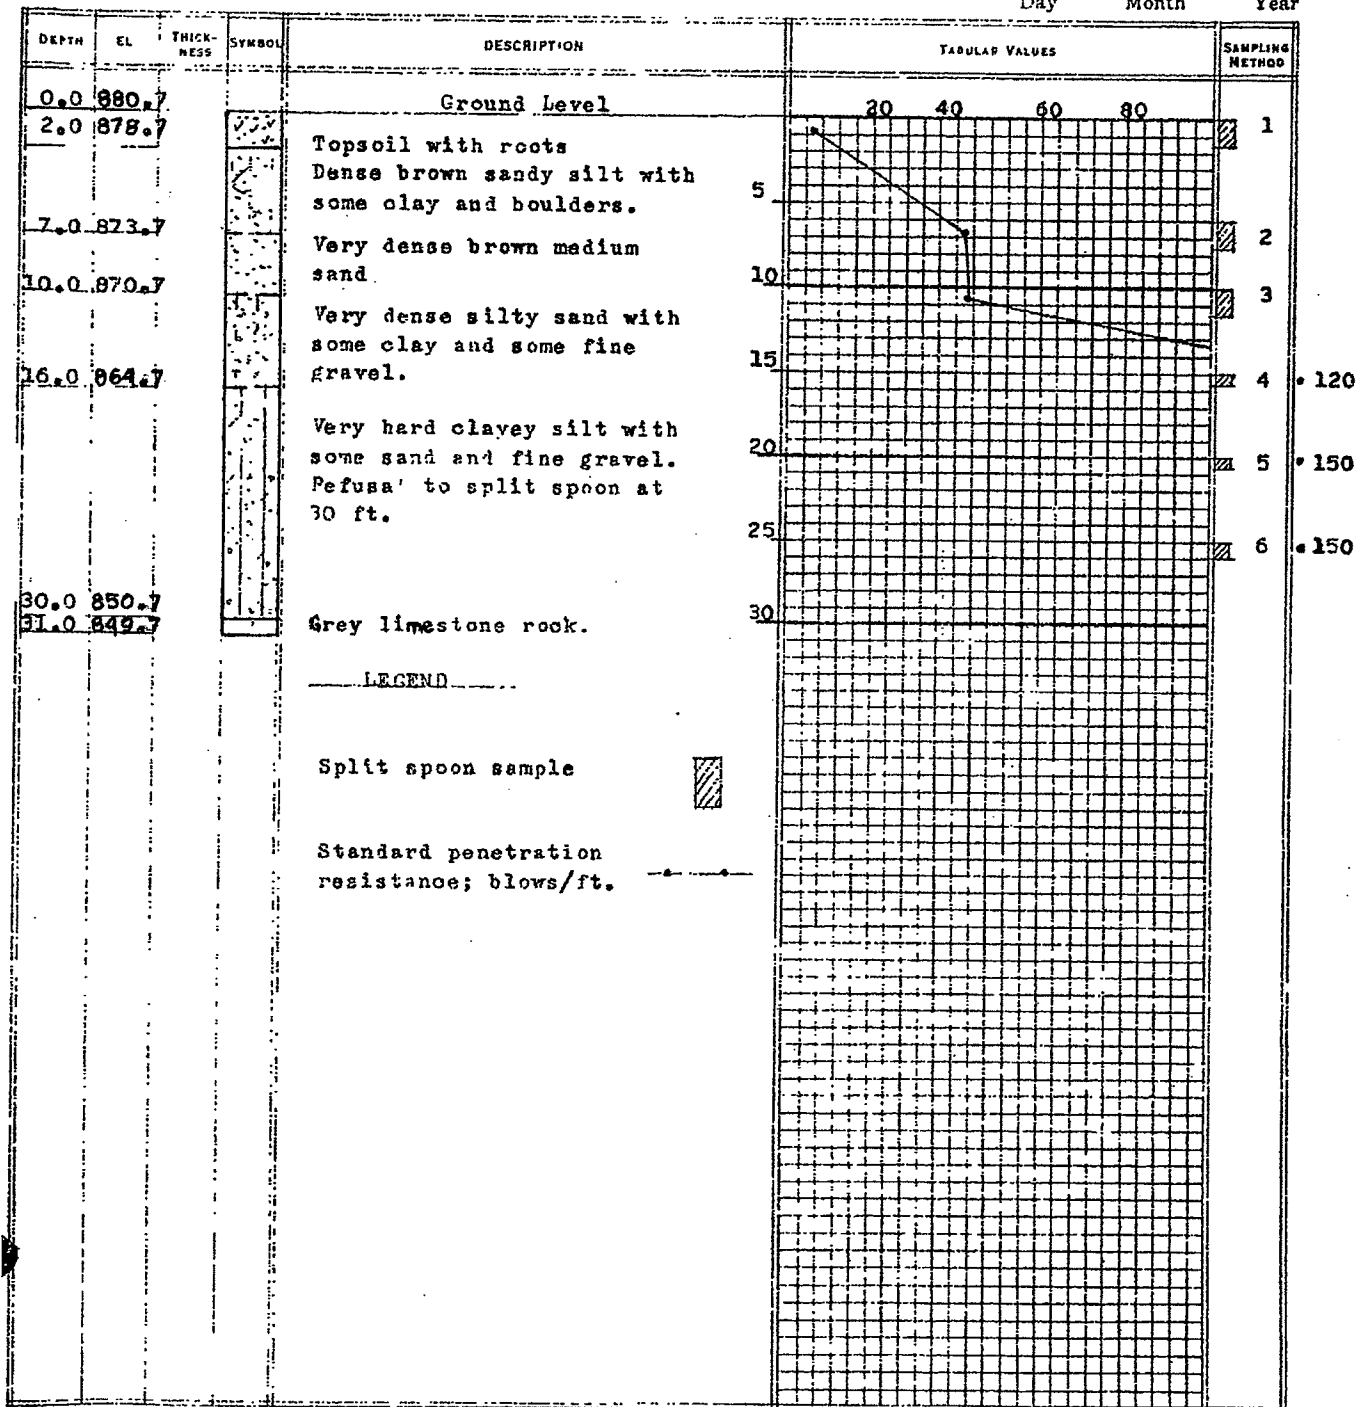 Day Month Year
DEPTH EL THICK-NESS SYMBOL DESCRIPTION TABULAR VALUES SAMPLING METHOD
0.0 880.7 Ground Level 20 40 60 80
2.0 878.7 1
Topsoil with roots
Dense brown sandy silt with
some clay and boulders.
5
7.0 873.7 2
Very dense brown medium
sand
10.0 870.7 10 3
Very dense silty sand with
some clay and some fine
gravel.
15
16.0 864.7 4 120
Very hard clayey silt with
some sand and fine gravel.
Refusa' to split spoon at
30 ft.
20 5 150
25 6 150
30.0 850.7
31.0 849.7 Grey limestone rock. 30
LEGEND
Split spoon sample
Standard penetration
resistance; blows/ft.